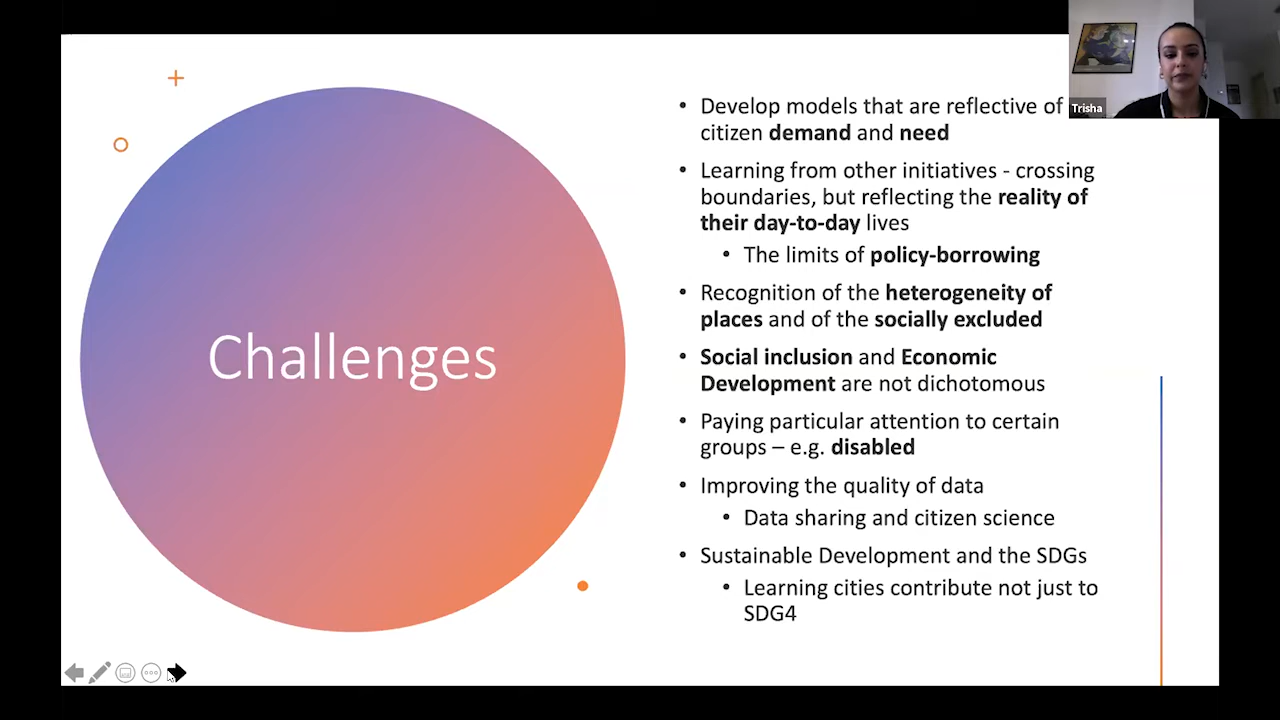 Trisha
Challenges
• Develop models that are reflective of
citizen demand and need
• Learning from other initiatives - crossing
boundaries, but reflecting the reality of
their day-to-day lives
• The limits of policy-borrowing
• Recognition of the heterogeneity of
places and of the socially excluded
• Social inclusion and Economic
Development are not dichotomous
• Paying particular attention to certain
groups – e.g. disabled
• Improving the quality of data
• Data sharing and citizen science
• Sustainable Development and the SDGs
• Learning cities contribute not just to
SDG4